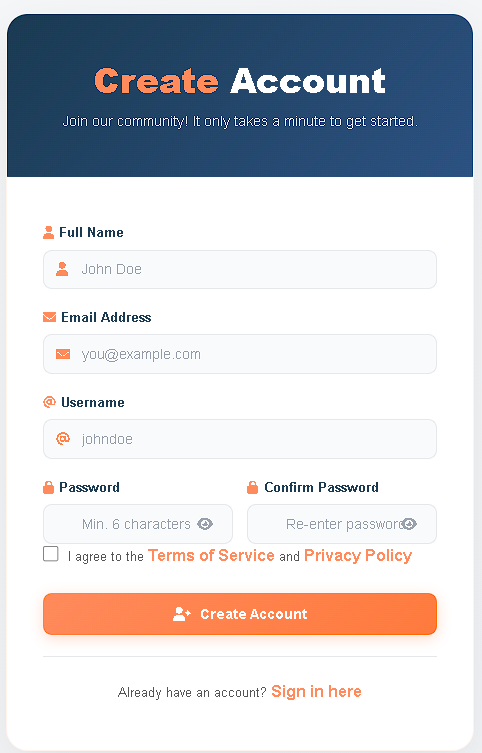 Create Account
Join our community! It only takes a minute to get started.
Full Name
John Doe
Email Address
you@example.com
@ Username
@ johndoe
Password Confirm Password
Min. 6 characters Re-enter password
I agree to the Terms of Service and Privacy Policy
Create Account
Already have an account? Sign in here